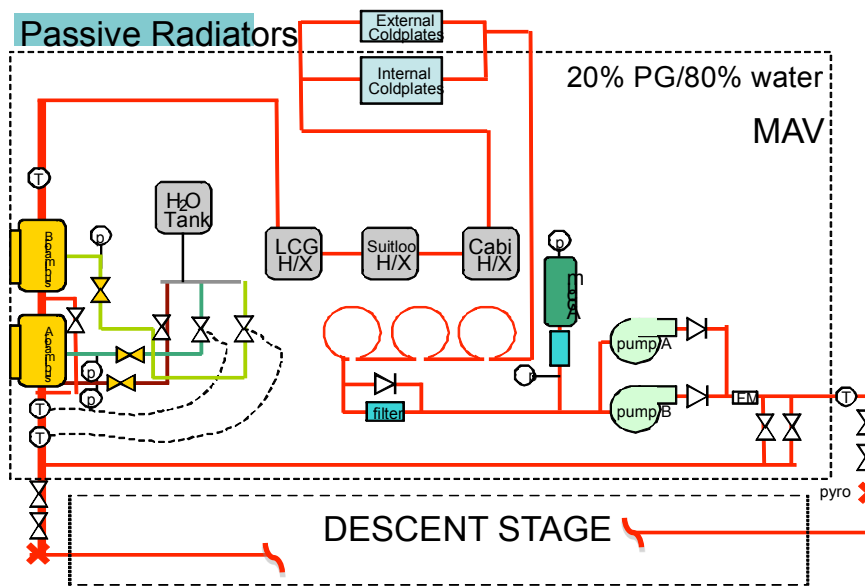 Passive Radiators
External
Coldplates
Internal
Coldplates
20% PG/80% water
MAV
T
H2O
Tank
p
LCG
H/X
Suitloo
H/X
Cabi
H/X
p
pump A
p
p
p
T
filter
pump B
FM
T
T
pyro
DESCENT STAGE